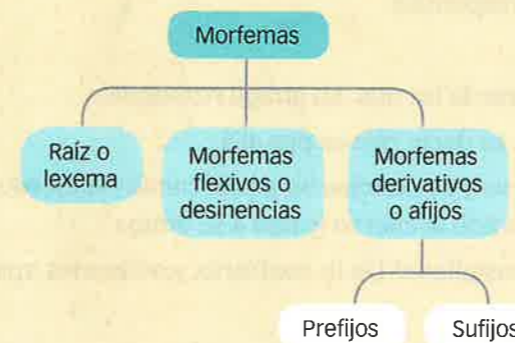 Morfemas
Raíz o
lexema
Morfemas
flexivos o
desinencias
Morfemas
derivativos
o afijos
Prefijos
Sufijos